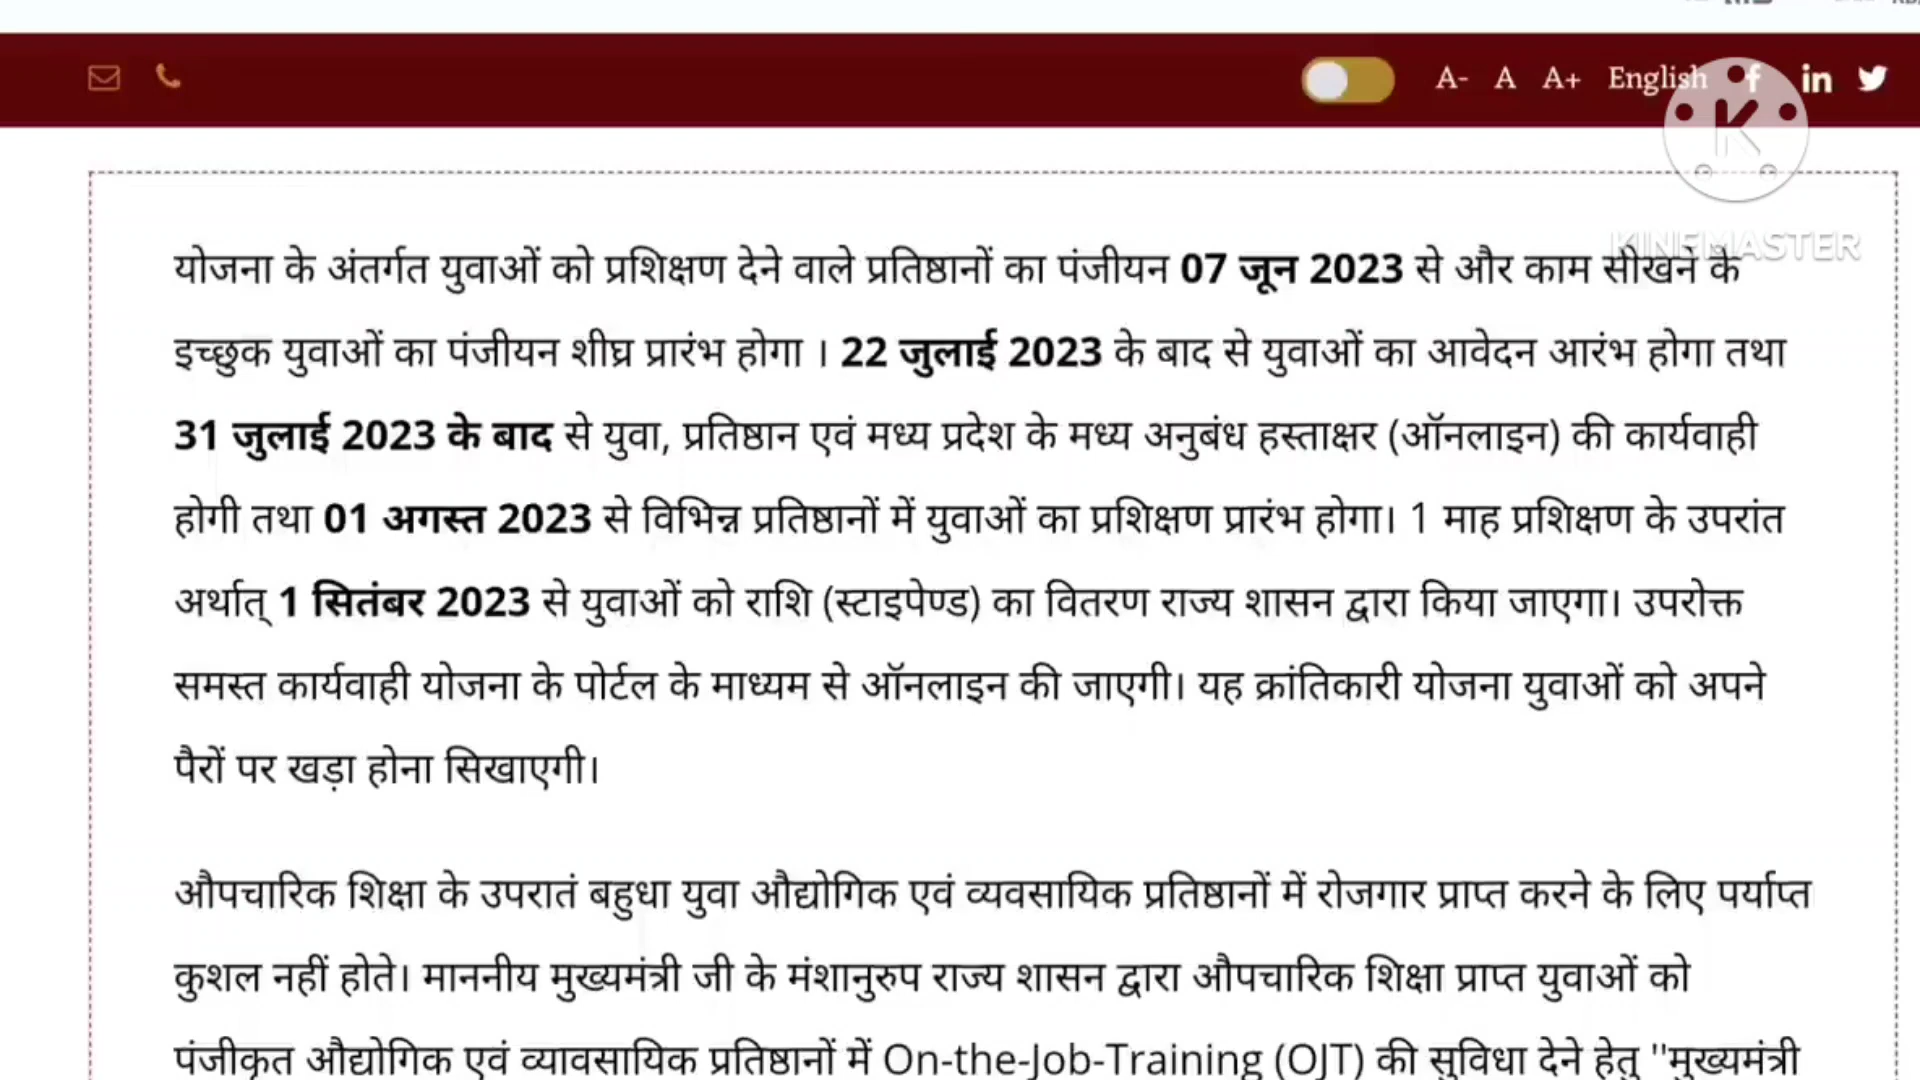 A- A A+ English f in
KINEMASTER
योजना के अंतर्गत युवाओं को प्रशिक्षण देने वाले प्रतिष्ठानों का पंजीयन 07 जून 2023 से और काम सीखने के
इच्छुक युवाओं का पंजीयन शीघ्र प्रारंभ होगा । 22 जुलाई 2023 के बाद से युवाओं का आवेदन आरंभ होगा तथा
31 जुलाई 2023 के बाद से युवा, प्रतिष्ठान एवं मध्य प्रदेश के मध्य अनुबंध हस्ताक्षर (ऑनलाइन) की कार्यवाही
होगी तथा 01 अगस्त 2023 से विभिन्न प्रतिष्ठानों में युवाओं का प्रशिक्षण प्रारंभ होगा। 1 माह प्रशिक्षण के उपरांत
अर्थात् 1 सितंबर 2023 से युवाओं को राशि (स्टाइपेण्ड) का वितरण राज्य शासन द्वारा किया जाएगा। उपरोक्त
समस्त कार्यवाही योजना के पोर्टल के माध्यम से ऑनलाइन की जाएगी। यह क्रांतिकारी योजना युवाओं को अपने
पैरों पर खड़ा होना सिखाएगी।
औपचारिक शिक्षा के उपरातं बहुधा युवा औद्योगिक एवं व्यवसायिक प्रतिष्ठानों में रोजगार प्राप्त करने के लिए पर्याप्त
कुशल नहीं होते। माननीय मुख्यमंत्री जी के मंशानुरुप राज्य शासन द्वारा औपचारिक शिक्षा प्राप्त युवाओं को
पंजीकृत औद्योगिक एवं व्यावसायिक प्रतिष्ठानों में On-the-Job-Training (OJT) की सुविधा देने हेतु "मुख्यमंत्री